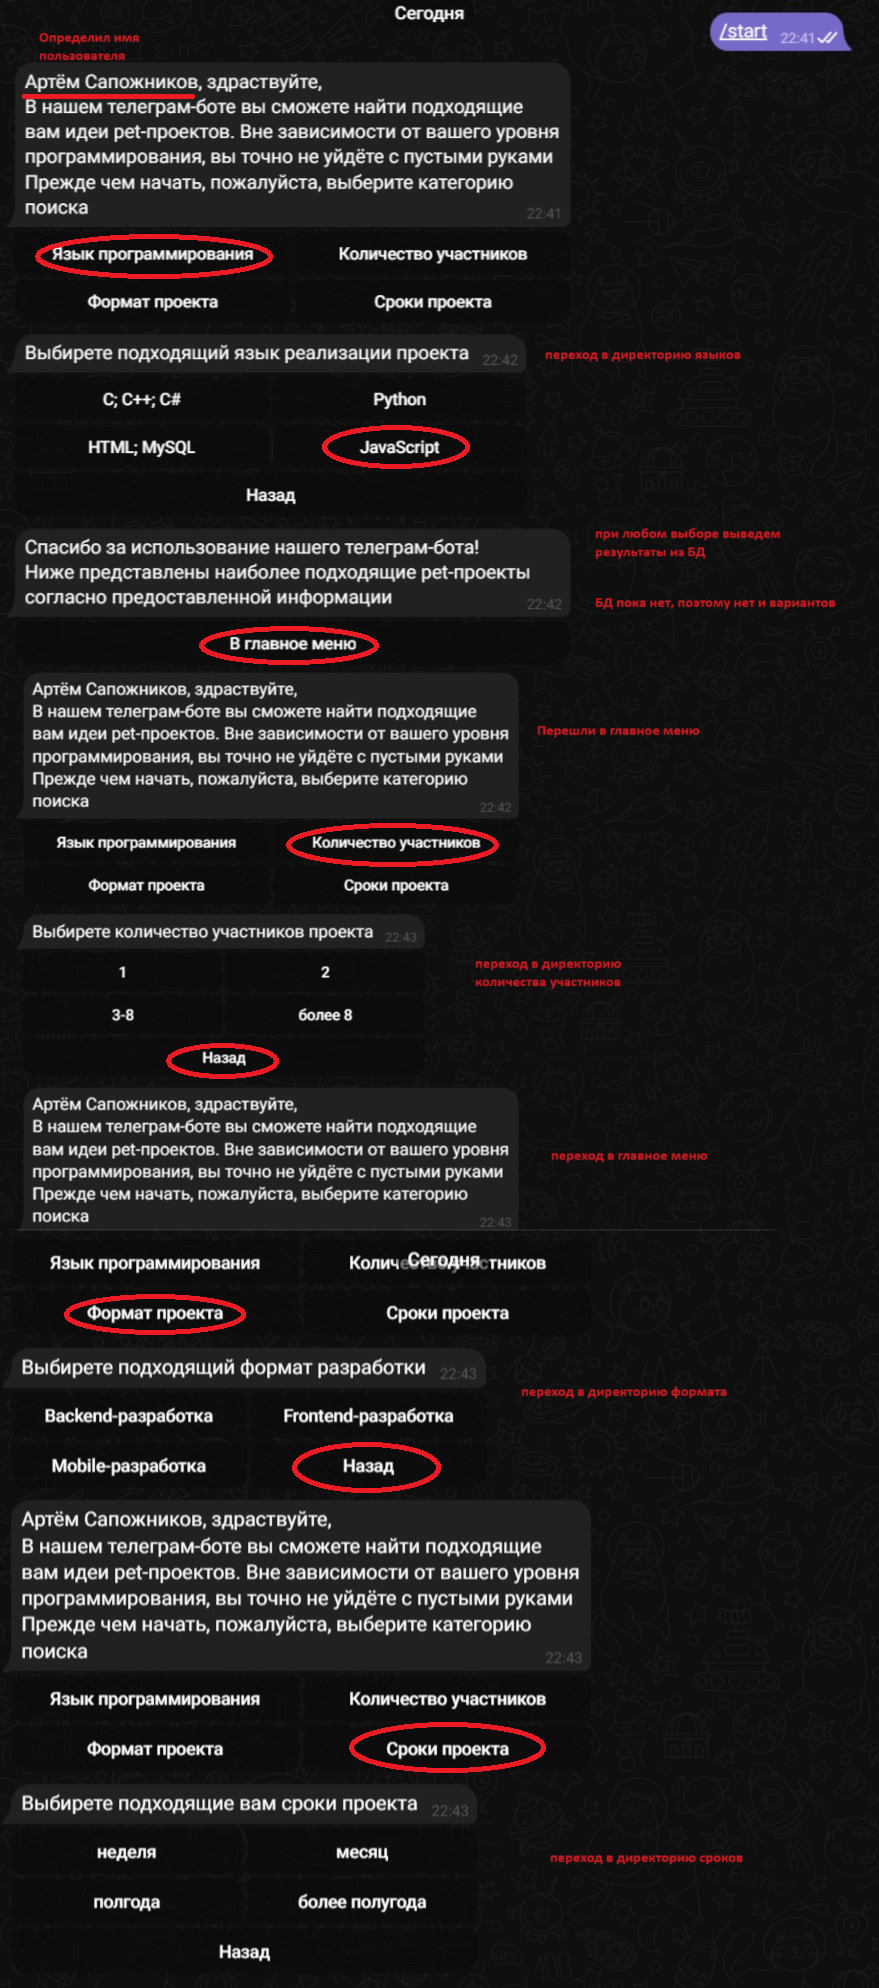 Сегодня
/start 22:41
Определил имя
пользователя
Артём Сапожников, здраствуйте,
В нашем телеграм-боте вы сможете найти подходящие
вам идеи pet-проектов. Вне зависимости от вашего уровня
программирования, вы точно не уйдёте с пустыми руками
Прежде чем начать, пожалуйста, выберите категорию
поиска
22:41
Язык программирования Количество участников
Формат проекта Сроки проекта
Выбирете подходящий язык реализации проекта 22:42
переход в директорию языков
C; C++; C# Python
HTML; MySQL JavaScript
Назад
при любом выборе выведем
результаты из БД
Спасибо за использование нашего телеграм-бота!
Ниже представлены наиболее подходящие pet-проекты
согласно предоставленной информации
22:42
БД пока нет, поэтому нет и вариантов
В главное меню
Артём Сапожников, здраствуйте,
В нашем телеграм-боте вы сможете найти подходящие
вам идеи pet-проектов. Вне зависимости от вашего уровня
программирования, вы точно не уйдёте с пустыми руками
Прежде чем начать, пожалуйста, выберите категорию
поиска
22:42
Перешли в главное меню
Язык программирования Количество участников
Формат проекта Сроки проекта
Выбирете количество участников проекта 22:43
переход в директорию
количества участников
1 2
3-8 более 8
Назад
Артём Сапожников, здраствуйте,
В нашем телеграм-боте вы сможете найти подходящие
вам идеи pet-проектов. Вне зависимости от вашего уровня
программирования, вы точно не уйдёте с пустыми руками
Прежде чем начать, пожалуйста, выберите категорию
поиска
22:43
переход в главное меню
Язык программирования Количество участников
Сегодня
Формат проекта Сроки проекта
Выбирете подходящий формат разработки 22:43
переход в директорию формата
Backend-разработка Frontend-разработка
Mobile-разработка Назад
Артём Сапожников, здраствуйте,
В нашем телеграм-боте вы сможете найти подходящие
вам идеи pet-проектов. Вне зависимости от вашего уровня
программирования, вы точно не уйдёте с пустыми руками
Прежде чем начать, пожалуйста, выберите категорию
поиска
22:43
Язык программирования Количество участников
Формат проекта Сроки проекта
Выбирете подходящие вам сроки проекта 22:43
переход в директорию сроков
неделя месяц
полгода более полугода
Назад